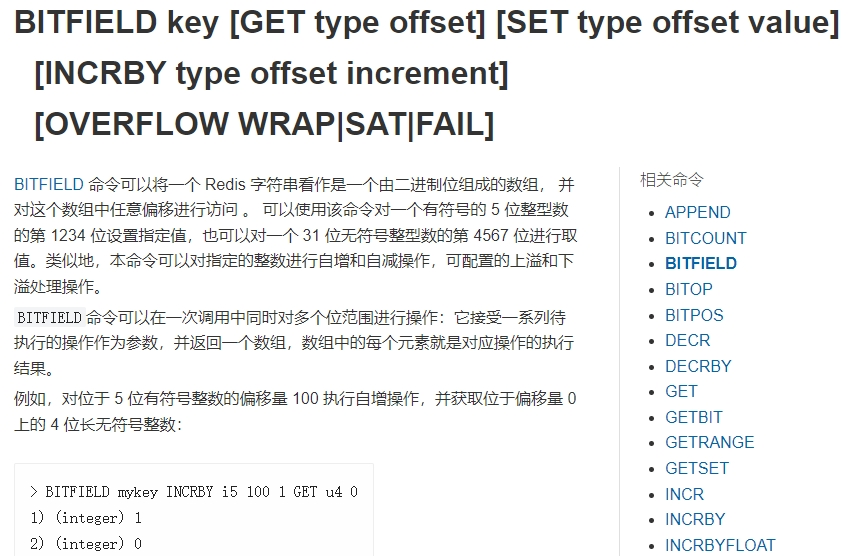 BITFIELD key [GET type offset] [SET type offset value]
[INCRBY type offset increment]
[OVERFLOW WRAP|SAT|FAIL]
BITFIELD 命令可以将一个 Redis 字符串看作是一个由二进制位组成的数组， 并
对这个数组中任意偏移进行访问 。 可以使用该命令对一个有符号的 5 位整型数
的第 1234 位设置指定值，也可以对一个 31 位无符号整型数的第 4567 位进行取
值。类似地，本命令可以对指定的整数进行自增和自减操作，可配置的上溢和下
溢处理操作。
BITFIELD命令可以在一次调用中同时对多个位范围进行操作：它接受一系列待
执行的操作作为参数，并返回一个数组，数组中的每个元素就是对应操作的执行
结果。
例如，对位于 5 位有符号整数的偏移量 100 执行自增操作，并获取位于偏移量 0
上的 4 位长无符号整数：
> BITFIELD mykey INCRBY i5 100 1 GET u4 0
1) (integer) 1
2) (integer) 0
相关命令
APPEND
BITCOUNT
BITFIELD
BITOP
BITPOS
DECR
DECRBY
GET
GETBIT
GETRANGE
GETSET
INCR
INCRBY
INCRBYFLOAT